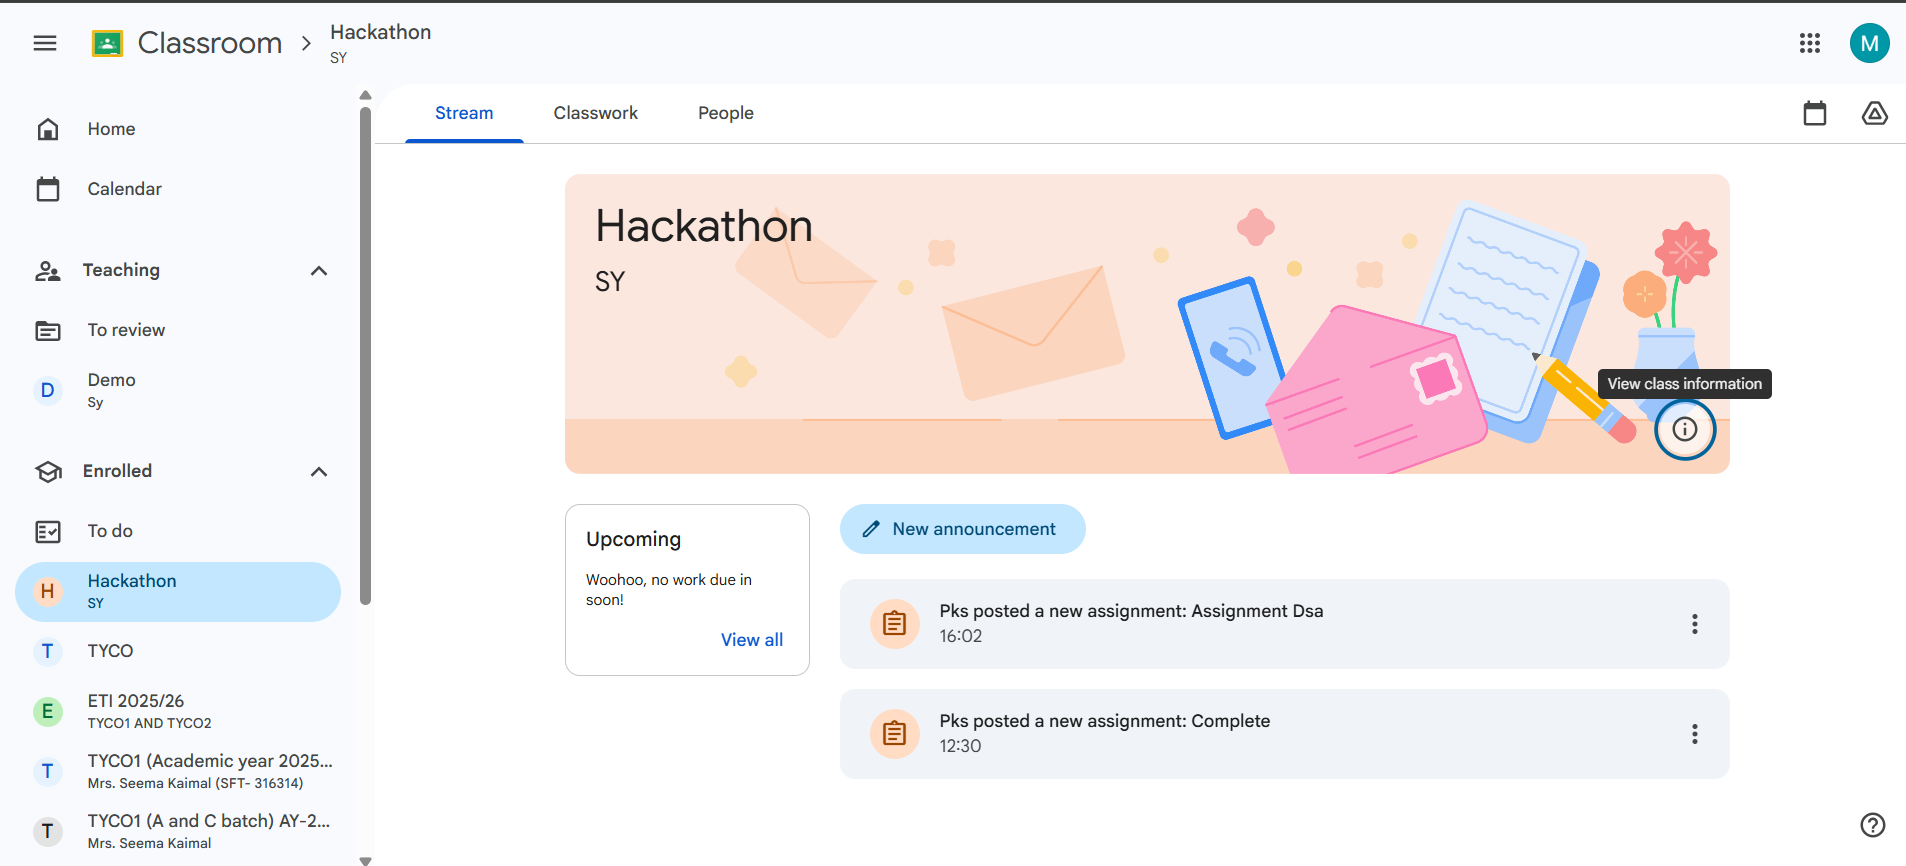 Classroom
Hackathon
SY
M
Home
Calendar
Teaching
To review
D
Demo
Sy
Enrolled
To do
H
Hackathon
SY
T
TYCO
E
ETI 2025/26
TYCO1 AND TYCO2
T
TYCO1 (Academic year 2025...
Mrs. Seema Kaimal (SFT- 316314)
T
TYCO1 (A and C batch) AY-2...
Mrs. Seema Kaimal
Stream
Classwork
People
Hackathon
SY
View class information
Upcoming
Woohoo, no work due in
soon!
View all
New announcement
Pks posted a new assignment: Assignment Dsa
16:02
Pks posted a new assignment: Complete
12:30